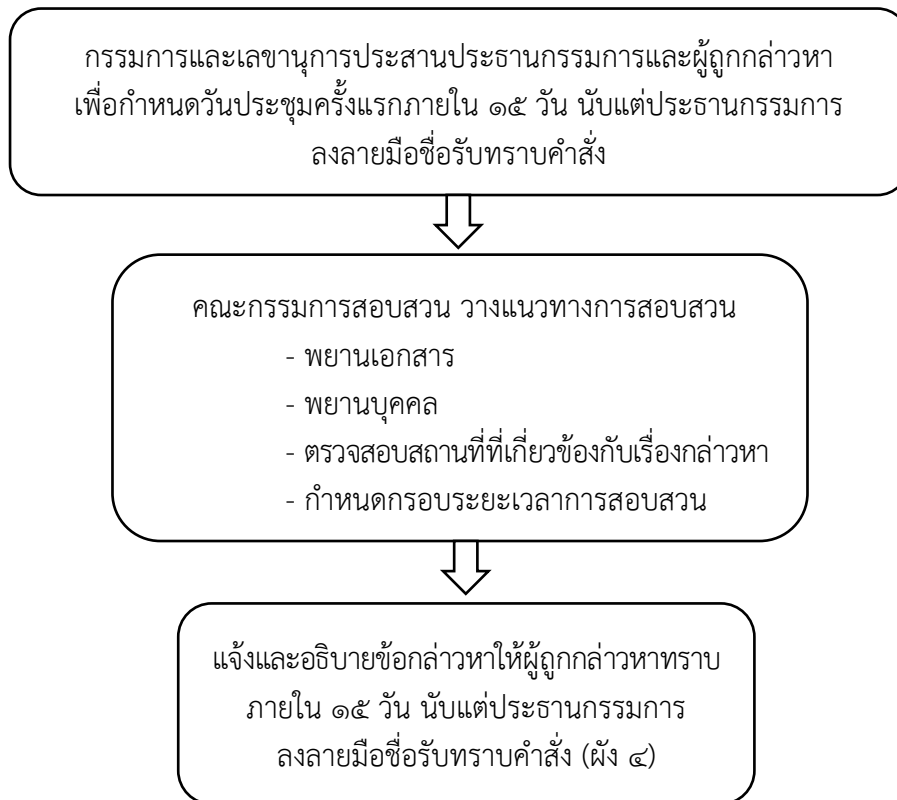 กรรมการและเลขานุการประสานประธานกรรมการและผู้ถูกกล่าวหา
เพื่อกำหนดวันประชุมครั้งแรกภายใน ๑๕ วัน นับแต่ประธานกรรมการ
ลงลายมือชื่อรับทราบคำสั่ง
คณะกรรมการสอบสวน วางแนวทางการสอบสวน
- พยานเอกสาร
- พยานบุคคล
- ตรวจสอบสถานที่ที่เกี่ยวข้องกับเรื่องกล่าวหา
- กำหนดกรอบระยะเวลาการสอบสวน
แจ้งและอธิบายข้อกล่าวหาให้ผู้ถูกกล่าวหาทราบ
ภายใน ๑๕ วัน นับแต่ประธานกรรมการ
ลงลายมือชื่อรับทราบคำสั่ง (ผัง ๔)